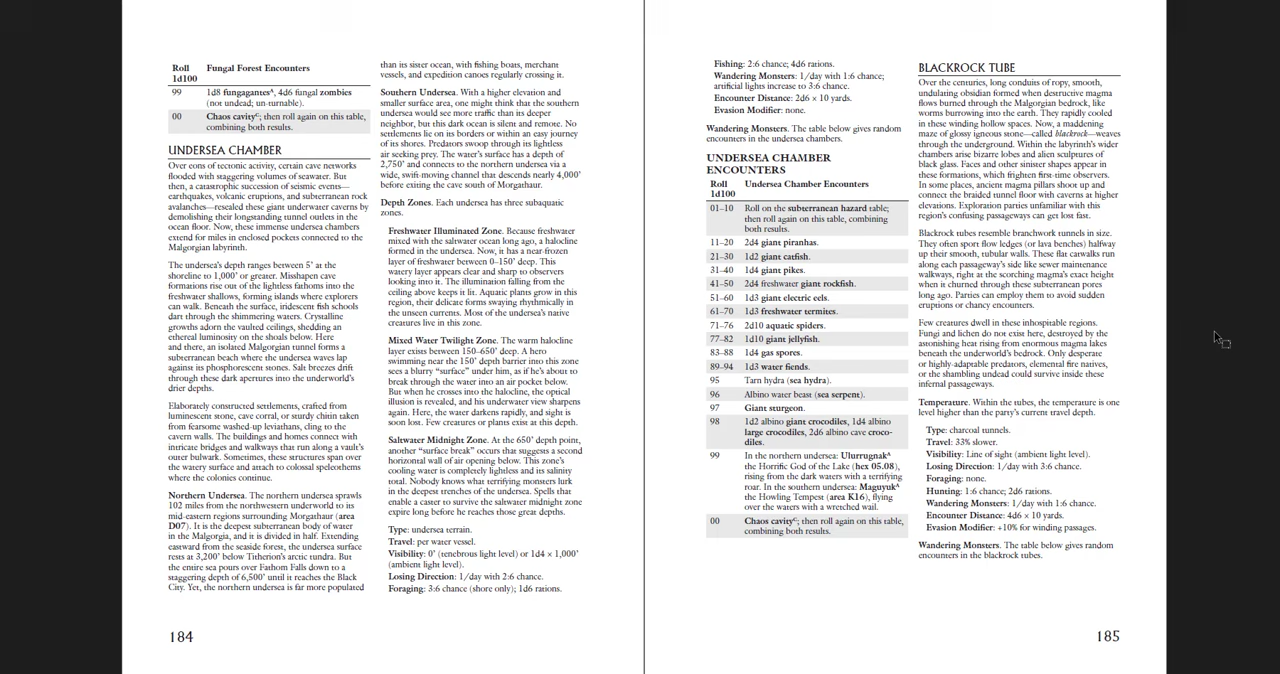 Roll Fungal Forest Encounters
1d100
99 1d8 fungagantesᴬ, 4d6 fungal zombies
(not undead; un-turnable).
00 Chaos cavityᶜ; then roll again on this table,
combining both results.
UNDERSEA CHAMBER
Over eons of tectonic activity, certain cave networks
flooded with staggering volumes of seawater. But
then, a catastrophic succession of seismic events—
earthquakes, volcanic eruptions, and subterranean rock
avalanches—revealed these giant underwater caverns by
demolishing their longstanding tunnel outlets in the
ocean floor. Now, these immense undersea chambers
extend for miles in enclosed pockets connected to the
Malgorgian labyrinth.
The undersea's depth ranges between 5' at the
shoreline to 1,000' or greater. Misshapen cave
formations rise out of the lightless fathoms into the
freshwater shallows, forming islands where explorers
can walk. Beneath the surface, iridescent fish schools
dart through the shimmering waters. Crystalline
growths adorn the vaulted ceilings, shedding an
ethereal luminosity on the shoals below. Here
and there, an isolated Malgorgian tunnel forms a
subterranean beach where the undersea waves lap
against its phosphorescent stones. Salt breezes drift
through these dark apertures into the underworld's
drier depths.
Elaborately constructed settlements, crafted from
luminescent stone, cave corral, or sturdy chitin taken
from fearsome washed-up leviathans, cling to the
cavern walls. The buildings and homes connect with
intricate bridges and walkways that run along a vault's
outer bulwark. Sometimes, these structures span over
the watery surface and attach to colossal speleothems
where the colonies continue.
Northern Undersea. The northern undersea sprawls
102 miles from the northwestern underworld to its
mid-eastern regions surrounding Morgathaur (area
D07). It is the deepest subterranean body of water
in the Malgorgia, and it is divided in half. Extending
eastward from the seaside forest, the undersea surface
rests at 3,200' below Titherion's arctic tundra. But
the entire sea pours over Fathom Falls down to a
staggering depth of 6,500' until it reaches the Black
City. Yet, the northern undersea is far more populated
184
than its sister ocean, with fishing boats, merchant
vessels, and expedition canoes regularly crossing it.
Southern Undersea. With a higher elevation and
smaller surface area, one might think that the southern
undersea would see more traffic than its deeper
neighbor, but this dark ocean is silent and remote. No
settlements lie on its borders or within an easy journey
of its shores. Predators swoop through its lightless
air seeking prey. The water's surface has a depth of
2,750' and connects to the northern undersea via a
wide, swift-moving channel that descends nearly 4,000'
before exiting the cave south of Morgathaur.
Depth Zones. Each undersea has three subaquatic
zones.
Freshwater Illuminated Zone. Because freshwater
mixed with the saltwater ocean long ago, a halocline
formed in the undersea. Now, it has a near-frozen
layer of freshwater between 0–150' deep. This
watery layer appears clear and sharp to observers
looking into it. The illumination falling from the
ceiling above keeps it lit. Aquatic plants grow in this
region, their delicate forms swaying rhythmically in
the unseen currents. Most of the undersea's native
creatures live in this zone.
Mixed Water Twilight Zone. The warm halocline
layer exists between 150–650' deep. A hero
swimming near the 150' depth barrier into this zone
sees a blurry "surface" under him, as if he's about to
break through the water into an air pocket below.
But when he crosses into the halocline, the optical
illusion is revealed, and his underwater view sharpens
again. Here, the water darkens rapidly, and sight is
soon lost. Few creatures or plants exist at this depth.
Saltwater Midnight Zone. At the 650' depth point,
another "surface break" occurs that suggests a second
horizontal wall of air opening below. This zone's
cooling water is completely lightless and its salinity
total. Nobody knows what terrifying monsters lurk
in the deepest trenches of the undersea. Spells that
enable a caster to survive the saltwater midnight zone
expire long before he reaches those great depths.
Type: undersea terrain.
Travel: per water vessel.
Visibility: 0' (tenebrous light level) or 1d4 × 1,000'
(ambient light level).
Losing Direction: 1/day with 2:6 chance.
Foraging: 3:6 chance (shore only); 1d6 rations.
Fishing: 2:6 chance; 4d6 rations.
Wandering Monsters: 1/day with 1:6 chance;
artificial lights increase to 3:6 chance.
Encounter Distance: 2d6 × 10 yards.
Evasion Modifier: none.
Wandering Monsters. The table below gives random
encounters in the undersea chambers.
UNDERSEA CHAMBER
ENCOUNTERS
Roll Undersea Chamber Encounters
1d100
01–10 Roll on the subterranean hazard table;
then roll again on this table, combining
both results.
11–20 2d4 giant piranhas.
21–30 1d2 giant catfish.
31–40 1d4 giant pikes.
41–50 2d4 freshwater giant rockfish.
51–60 1d3 giant electric eels.
61–70 1d3 freshwater termites.
71–76 2d10 aquatic spiders.
77–82 1d10 giant jellyfish.
83–88 1d4 gas spores.
89–94 1d3 water fiends.
95 Tarn hydra (sea hydra).
96 Albino water beast (sea serpent).
97 Giant sturgeon.
98 1d2 albino giant crocodiles, 1d4 albino
large crocodiles, 2d6 albino cave croco-
diles.
99 In the northern undersea: Ulurrugnakᴬ
the Horrific God of the Lake (hex 05.08),
rising from the dark waters with a terrifying
roar. In the southern undersea: Maguyukᴬ
the Howling Tempest (area K16), flying
over the waters with a wretched wail.
00 Chaos cavityᶜ; then roll again on this table,
combining both results.
BLACKROCK TUBE
Over the centuries, long conduits of ropy, smooth,
undulating obsidian formed when destructive magma
flows burned through the Malgorgian bedrock, like
worms burrowing into the earth. They rapidly cooled
in these winding hollow spaces. Now, a maddening
maze of glossy igneous stone—called blackrock—weaves
through the underworld. Within the labyrinth's wider
chambers arise bizarre lobes and alien sculptures of
black glass. Faces and other sinister shapes appear in
these formations, which frighten first-time observers.
In some places, ancient magma pillars shoot up and
connect the braided tunnel floor with caverns at higher
elevations. Exploration parties unfamiliar with this
region's confusing passageways can get lost fast.
Blackrock tubes resemble branchwork tunnels in size.
They often sport flow ledges (or lava benches) halfway
up their smooth, tubular walls. These flat catwalks run
along each passageway's side like sewer maintenance
walkways, right at the scorching magma's exact height
when it churned through these subterranean pores
long ago. Parties can employ them to avoid sudden
eruptions or chancy encounters.
Few creatures dwell in these inhospitable regions.
Fungi and lichen do not exist here, destroyed by the
astonishing heat rising from enormous magma lakes
beneath the underworld's bedrock. Only desperate
or highly-adaptable predators, elemental fire natives,
or the shambling undead could survive inside these
infernal passageways.
Temperature. Within the tubes, the temperature is one
level higher than the party's current travel depth.
Type: charcoal tunnels.
Travel: 33% slower.
Visibility: Line of sight (ambient light level).
Losing Direction: 1/day with 3:6 chance.
Foraging: none.
Hunting: 1:6 chance; 2d6 rations.
Wandering Monsters: 1/day with 1:6 chance.
Encounter Distance: 4d6 × 10 yards.
Evasion Modifier: +10% for winding passages.
Wandering Monsters. The table below gives random
encounters in the blackrock tubes.
185